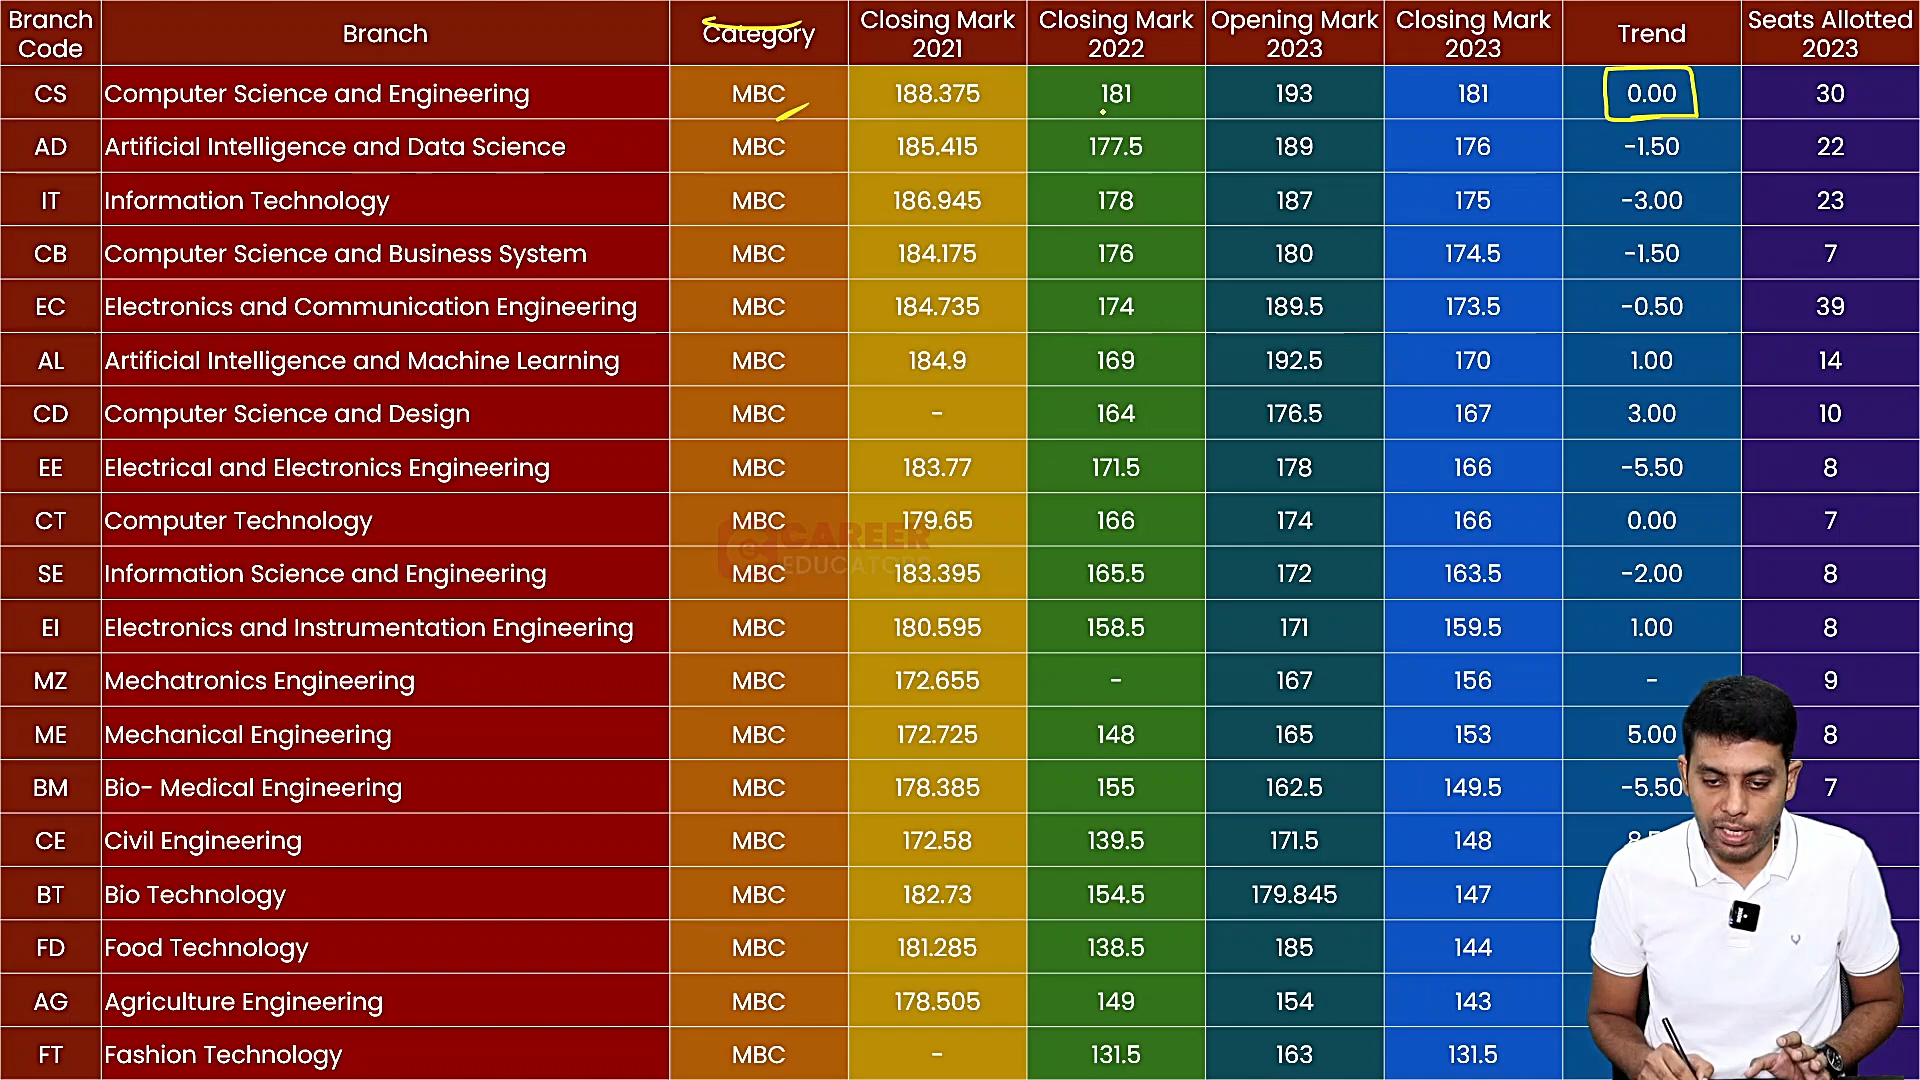 Branch Code Branch Category Closing Mark 2021 Closing Mark 2022 Opening Mark 2023 Closing Mark 2023 Trend Seats Allotted 2023
CS Computer Science and Engineering MBC 188.375 181 193 181 0.00 30
AD Artificial Intelligence and Data Science MBC 185.415 177.5 189 176 -1.50 22
IT Information Technology MBC 186.945 178 187 175 -3.00 23
CB Computer Science and Business System MBC 184.175 176 180 174.5 -1.50 7
EC Electronics and Communication Engineering MBC 184.735 174 189.5 173.5 -0.50 39
AL Artificial Intelligence and Machine Learning MBC 184.9 169 192.5 170 1.00 14
CD Computer Science and Design MBC - 164 176.5 167 3.00 10
EE Electrical and Electronics Engineering MBC 183.77 171.5 178 166 -5.50 8
CT Computer Technology MBC 179.65 166 174 166 0.00 7
CAREER
EDUCATORS
SE Information Science and Engineering MBC 183.395 165.5 172 163.5 -2.00 8
EI Electronics and Instrumentation Engineering MBC 180.595 158.5 171 159.5 1.00 8
MZ Mechatronics Engineering MBC 172.655 - 167 156 - 9
ME Mechanical Engineering MBC 172.725 148 165 153 5.00 8
BM Bio- Medical Engineering MBC 178.385 155 162.5 149.5 -5.50 7
CE Civil Engineering MBC 172.58 139.5 171.5 148
BT Bio Technology MBC 182.73 154.5 179.845 147
FD Food Technology MBC 181.285 138.5 185 144
AG Agriculture Engineering MBC 178.505 149 154 143
FT Fashion Technology MBC - 131.5 163 131.5